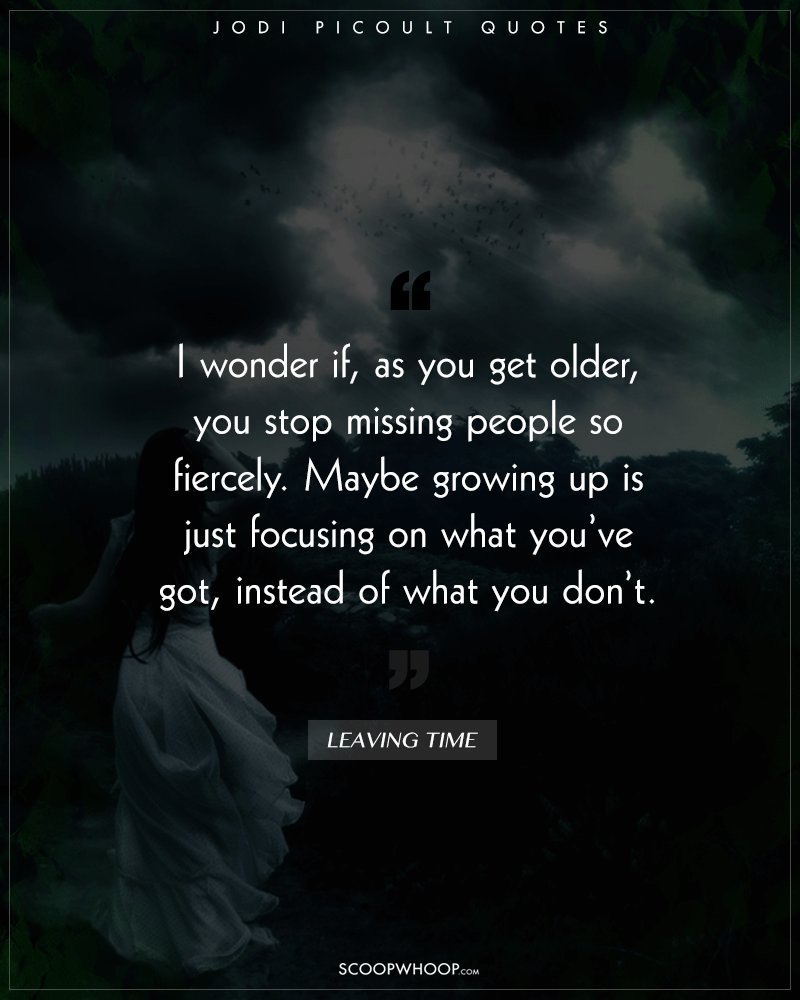 JODI PICOULT QUOTES
“
I wonder if, as you get older,
you stop missing people so
fiercely. Maybe growing up is
just focusing on what you’ve
got, instead of what you don’t.
”
LEAVING TIME
SCOOPWHOOP.COM